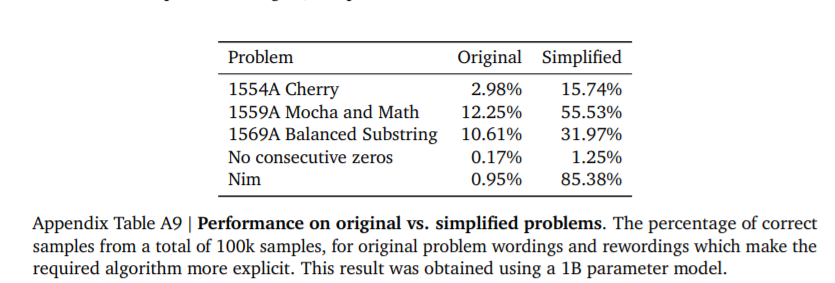 Problem Original Simplified
1554A Cherry 2.98% 15.74%
1559A Mocha and Math 12.25% 55.53%
1569A Balanced Substring 10.61% 31.97%
No consecutive zeros 0.17% 1.25%
Nim 0.95% 85.38%
Appendix Table A9 | Performance on original vs. simplified problems. The percentage of correct
samples from a total of 100k samples, for original problem wordings and rewordings which make the
required algorithm more explicit. This result was obtained using a 1B parameter model.